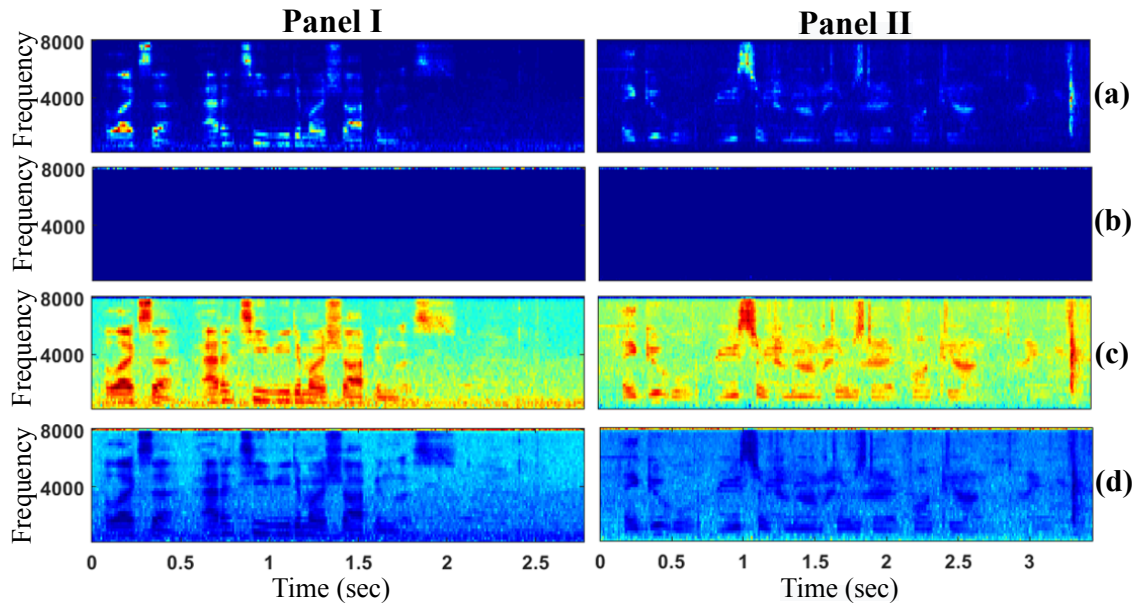 Panel I Panel II
Frequency 8000 4000 (a)
Frequency 8000 4000 (b)
Frequency 8000 4000 (c)
Frequency 8000 4000 (d)
0 0.5 1 1.5 2 2.5 0 0.5 1 1.5 2 2.5 3
Time (sec) Time (sec)